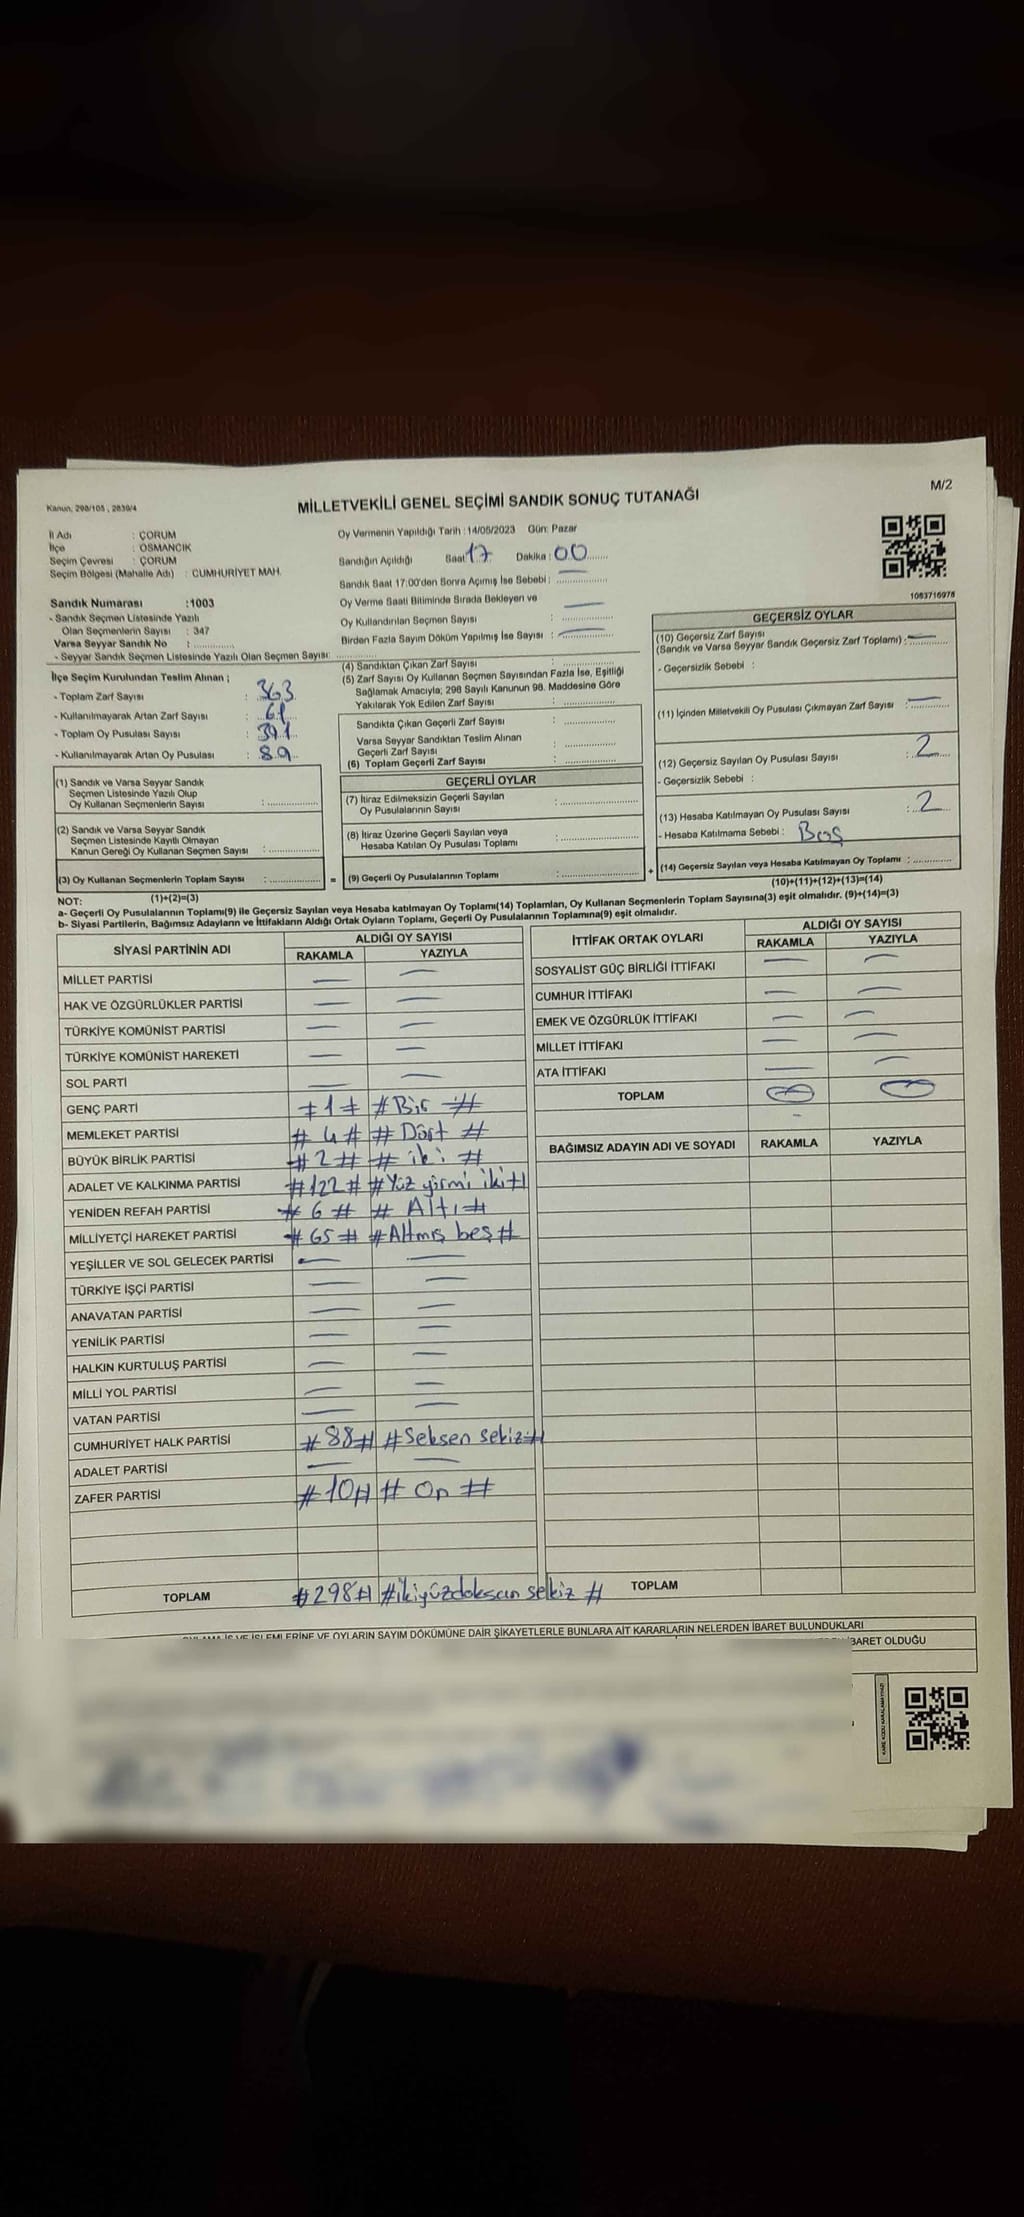 M/2
Kanun, 298/105 , 2839/4
MİLLETVEKİLİ GENEL SEÇİMİ SANDIK SONUÇ TUTANAĞI
İl Adı : ÇORUM
İlçe : OSMANCIK
Seçim Çevresi : ÇORUM
Seçim Bölgesi (Mahalle Adı) : CUMHURİYET MAH.
Oy Vermenin Yapıldığı Tarih : 14/05/2023 Gün: Pazar
Sandığın Açıldığı Saat 17 Dakika : 00
Sandık Saat 17:00'den Sonra Açımış İse Sebebi :
Oy Verme Saati Bitiminde Sırada Bekleyen ve
Oy Kullandırılan Seçmen Sayısı : —
Birden Fazla Sayım Döküm Yapılmış İse Sayısı : —
1083716978
Sandık Numarası :1003
- Sandık Seçmen Listesinde Yazılı
Olan Seçmenlerin Sayısı : 347
Varsa Seyyar Sandık No :
- Seyyar Sandık Seçmen Listesinde Yazılı Olan Seçmen Sayısı:
İlçe Seçim Kurulundan Teslim Alınan ;
- Toplam Zarf Sayısı : 363
- Kullanılmayarak Artan Zarf Sayısı : 61
- Toplam Oy Pusulası Sayısı : 391
- Kullanılmayarak Artan Oy Pusulası : 89
(1) Sandık ve Varsa Seyyar Sandık
Seçmen Listesinde Yazılı Olup
Oy Kullanan Seçmenlerin Sayısı :
(2) Sandık ve Varsa Seyyar Sandık
Seçmen Listesinde Kayıtlı Olmayan
Kanun Gereği Oy Kullanan Seçmen Sayısı :
(3) Oy Kullanan Seçmenlerin Toplam Sayısı : =
(1)+(2)=(3)
(4) Sandıktan Çıkan Zarf Sayısı :
(5) Zarf Sayısı Oy Kullanan Seçmen Sayısından Fazla İse, Eşitliği
Sağlamak Amacıyla; 298 Sayılı Kanunun 98. Maddesine Göre
Yakılarak Yok Edilen Zarf Sayısı :
Sandıkta Çıkan Geçerli Zarf Sayısı :
Varsa Seyyar Sandıktan Teslim Alınan
Geçerli Zarf Sayısı :
(6) Toplam Geçerli Zarf Sayısı :
GEÇERLİ OYLAR
(7) İtiraz Edilmeksizin Geçerli Sayılan
Oy Pusulalarının Sayısı :
(8) İtiraz Üzerine Geçerli Sayılan veya
Hesaba Katılan Oy Pusulası Toplamı :
(9) Geçerli Oy Pusulalarının Toplamı : +
GEÇERSİZ OYLAR
(10) Geçersiz Zarf Sayısı
(Sandık ve Varsa Seyyar Sandık Geçersiz Zarf Toplamı) : —
- Geçersizlik Sebebi :
(11) İçinden Milletvekili Oy Pusulası Çıkmayan Zarf Sayısı : —
(12) Geçersiz Sayılan Oy Pusulası Sayısı : 2
- Geçersizlik Sebebi :
(13) Hesaba Katılmayan Oy Pusulası Sayısı : 2
- Hesaba Katılmama Sebebi : Boş
(14) Geçersiz Sayılan veya Hesaba Katılmayan Oy Toplamı :
(10)+(11)+(12)+(13)=(14)
NOT:
a- Geçerli Oy Pusulalarının Toplamı(9) ile Geçersiz Sayılan veya Hesaba katılmayan Oy Toplamı(14) Toplamları, Oy Kullanan Seçmenlerin Toplam Sayısına(3) eşit olmalıdır. (9)+(14)=(3)
b- Siyasi Partilerin, Bağımsız Adayların ve İttifakların Aldığı Ortak Oyların Toplamı, Geçerli Oy Pusulalarının Toplamına(9) eşit olmalıdır.
SİYASİ PARTİNİN ADI ALDIĞI OY SAYISI
RAKAMLA YAZIYLA
MİLLET PARTİSİ — —
HAK VE ÖZGÜRLÜKLER PARTİSİ — —
TÜRKİYE KOMÜNİST PARTİSİ — —
TÜRKİYE KOMÜNİST HAREKETİ — —
SOL PARTİ — —
GENÇ PARTİ #1# #Bir#
MEMLEKET PARTİSİ #4# #Dört#
BÜYÜK BİRLİK PARTİSİ #2# #iki#
ADALET VE KALKINMA PARTİSİ #122# #Yüz yirmi iki#
YENİDEN REFAH PARTİSİ #6# #Altı#
MİLLİYETÇİ HAREKET PARTİSİ #65# #Altmış beş#
YEŞİLLER VE SOL GELECEK PARTİSİ — —
TÜRKİYE İŞÇİ PARTİSİ — —
ANAVATAN PARTİSİ — —
YENİLİK PARTİSİ — —
HALKIN KURTULUŞ PARTİSİ — —
MİLLİ YOL PARTİSİ — —
VATAN PARTİSİ — —
CUMHURİYET HALK PARTİSİ #88# #Seksen sekiz#
ADALET PARTİSİ — —
ZAFER PARTİSİ #10# #On#
TOPLAM #298# #ikiyüzdoksan sekiz#
İTTİFAK ORTAK OYLARI ALDIĞI OY SAYISI
RAKAMLA YAZIYLA
SOSYALİST GÜÇ BİRLİĞİ İTTİFAKI — —
CUMHUR İTTİFAKI — —
EMEK VE ÖZGÜRLÜK İTTİFAKI — —
MİLLET İTTİFAKI — —
ATA İTTİFAKI — —
TOPLAM
BAĞIMSIZ ADAYIN ADI VE SOYADI RAKAMLA YAZIYLA
TOPLAM
VE OYLARIN SAYIM DÖKÜMÜNE DAİR ŞİKAYETLERLE BUNLARA AİT KARARLARIN NELERDEN İBARET BULUNDUKLARI
İBARET OLDUĞU